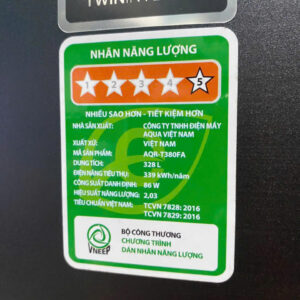 NHÃN NĂNG LƯỢNG
1 2 3 4 5
NHIỀU SAO HƠN - TIẾT KIỆM HƠN
NHÀ SẢN XUẤT: CÔNG TY TNHH ĐIỆN MÁY
AQUA VIỆT NAM
XUẤT XỨ: VIỆT NAM
MÃ SẢN PHẨM: AQR-T380FA
DUNG TÍCH: 328 L
ĐIỆN NĂNG TIÊU THỤ: 339 kWh/năm
CÔNG SUẤT DANH ĐỊNH: 86 W
HIỆU SUẤT NĂNG LƯỢNG: 2,03
TIÊU CHUẨN VIỆT NAM: TCVN 7828: 2016
TCVN 7829: 2016
VNEEP
BỘ CÔNG THƯƠNG
CHƯƠNG TRÌNH
DÁN NHÃN NĂNG LƯỢNG